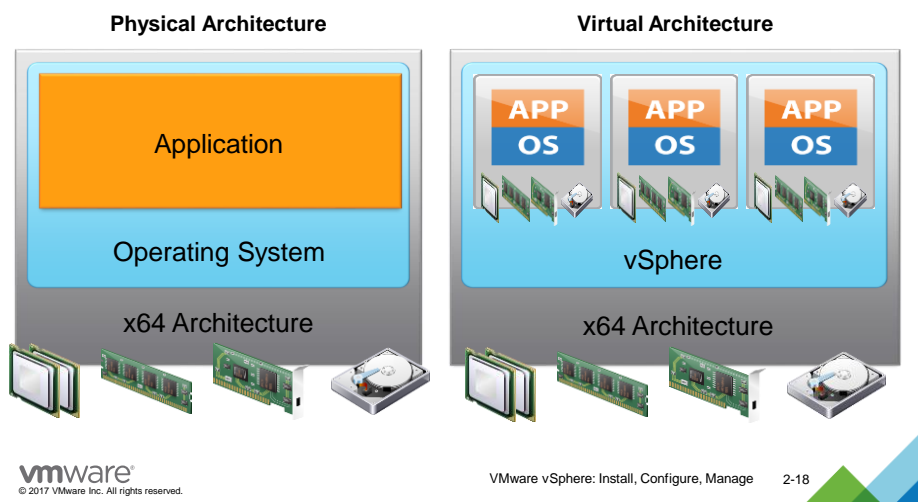 Physical Architecture
Virtual Architecture
Application
Operating System
x64 Architecture
APP
OS
APP
OS
APP
OS
vSphere
x64 Architecture
vmware®
© 2017 VMware Inc. All rights reserved.
VMware vSphere: Install, Configure, Manage
2-18